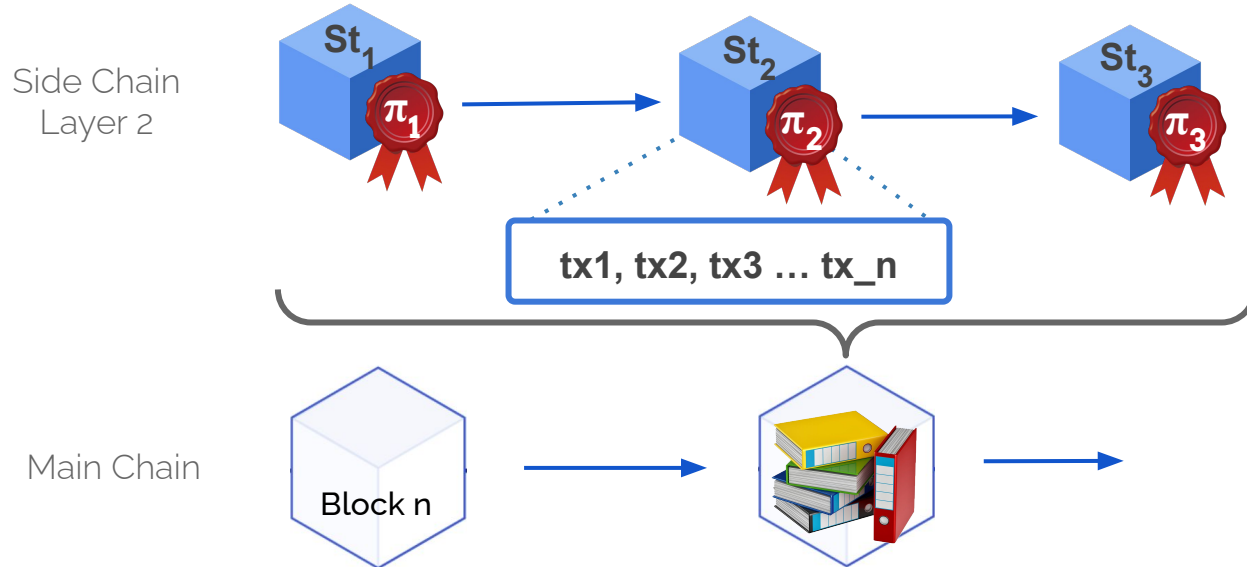 Side Chain
Layer 2
St₁
π₁
St₂
π₂
St₃
π₃
tx1, tx2, tx3 … tx_n
Main Chain
Block n